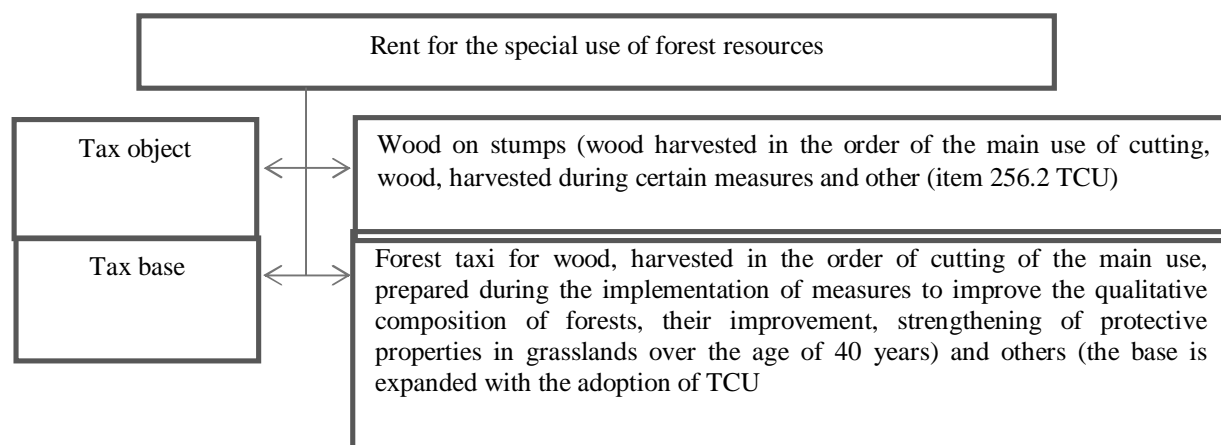 Rent for the special use of forest resources
Tax object
Wood on stumps (wood harvested in the order of the main use of cutting,
wood, harvested during certain measures and other (item 256.2 TCU)
Tax base
Forest taxi for wood, harvested in the order of cutting of the main use,
prepared during the implementation of measures to improve the qualitative
composition of forests, their improvement, strengthening of protective
properties in grasslands over the age of 40 years) and others (the base is
expanded with the adoption of TCU